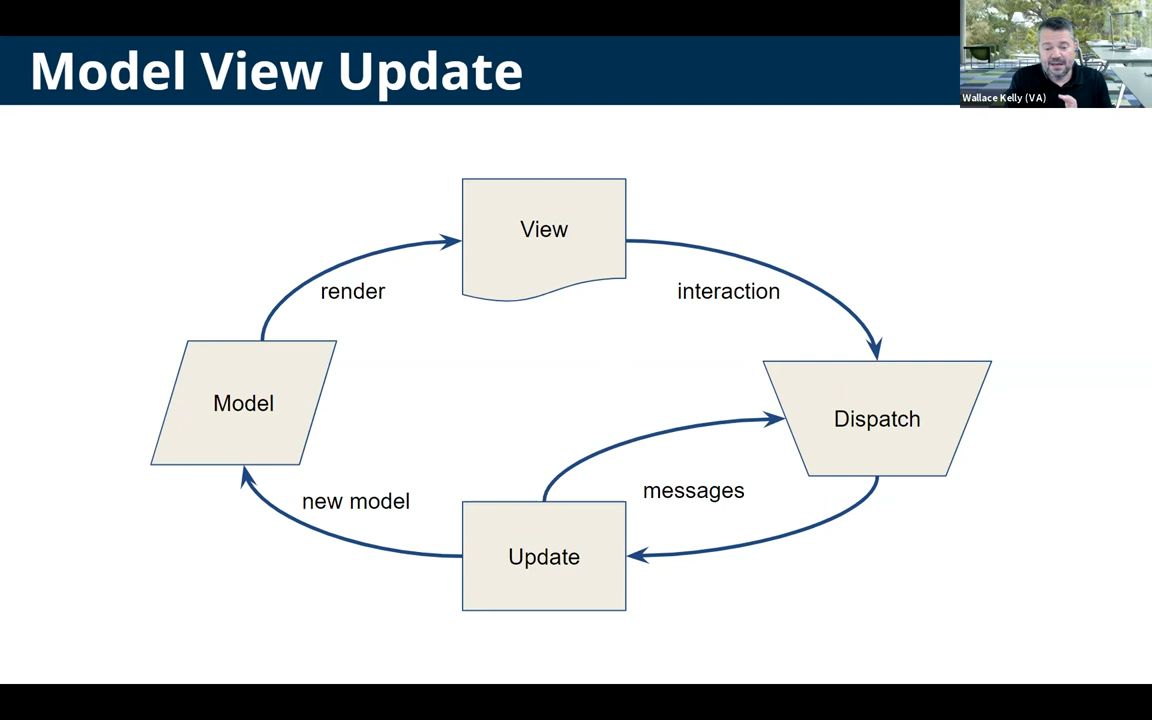 Model View Update
Wallace Kelly (VA)
View
render
interaction
Model
Dispatch
messages
new model
Update